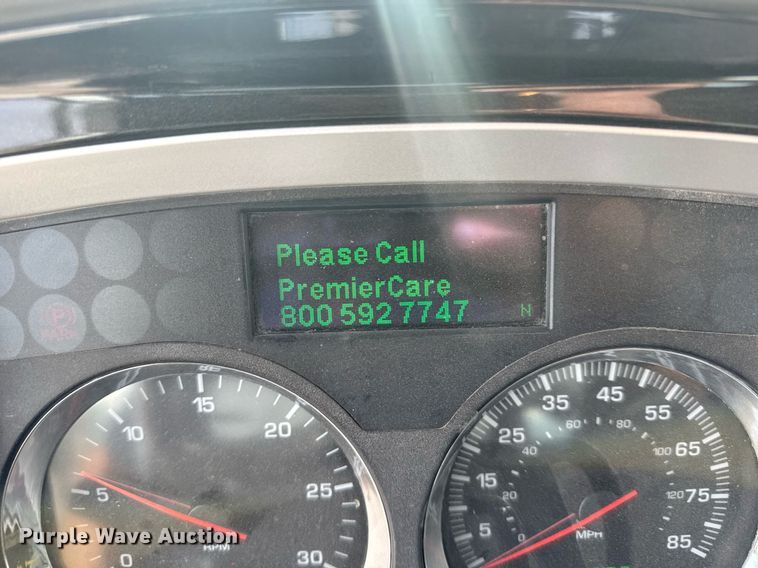 Please Call
PremierCare
800 592 7747 N
P
PARK
0 5 10 15 20 25 30
RPM
5 15 25 35 45 55 65 75 85
0 20 40 60 80 100 120
MPH
Purple Wave Auction